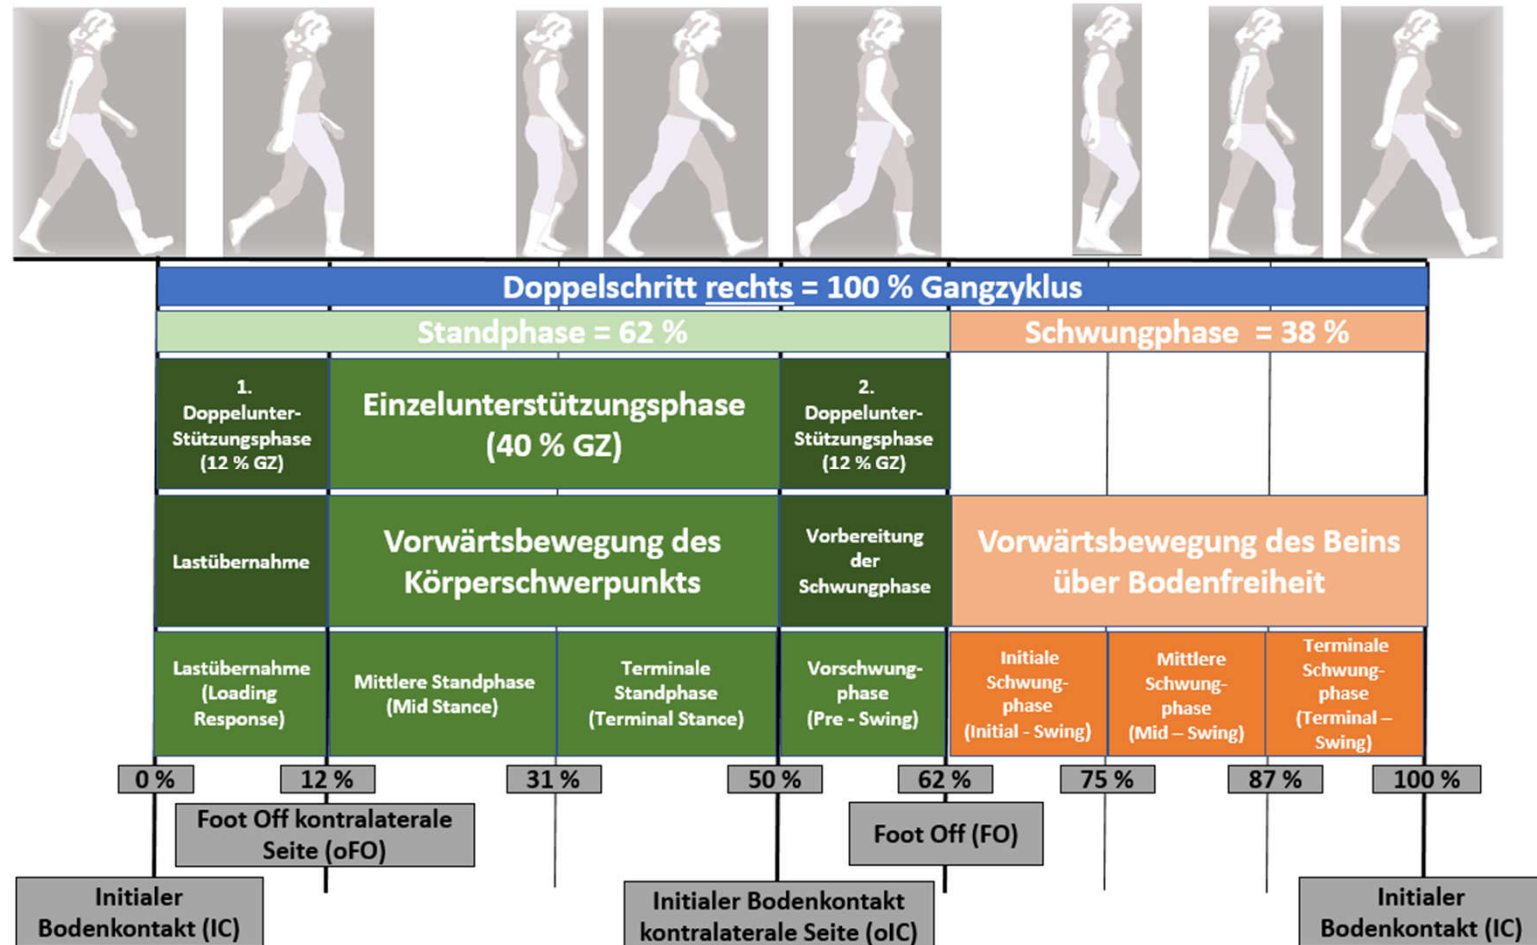 Doppelschritt rechts = 100 % Gangzyklus
Standphase = 62 %
Schwungphase = 38 %
1.
Doppelunter-
Stützungsphase
(12 % GZ)
Einzelunterstützungsphase
(40 % GZ)
2.
Doppelunter-
Stützungsphase
(12 % GZ)
Lastübernahme
Vorwärtsbewegung des
Körperschwerpunkts
Vorbereitung
der
Schwungphase
Vorwärtsbewegung des Beins
über Bodenfreiheit
Lastübernahme
(Loading
Response)
Mittlere Standphase
(Mid Stance)
Terminale
Standphase
(Terminal Stance)
Vorschwung-
phase
(Pre - Swing)
Initiale
Schwung-
phase
(Initial - Swing)
Mittlere
Schwung-
phase
(Mid – Swing)
Terminale
Schwung-
phase
(Terminal –
Swing)
0 %
12 %
31 %
50 %
62 %
75 %
87 %
100 %
Foot Off kontralaterale
Seite (oFO)
Foot Off (FO)
Initialer
Bodenkontakt (IC)
Initialer Bodenkontakt
kontralaterale Seite (oIC)
Initialer
Bodenkontakt (IC)